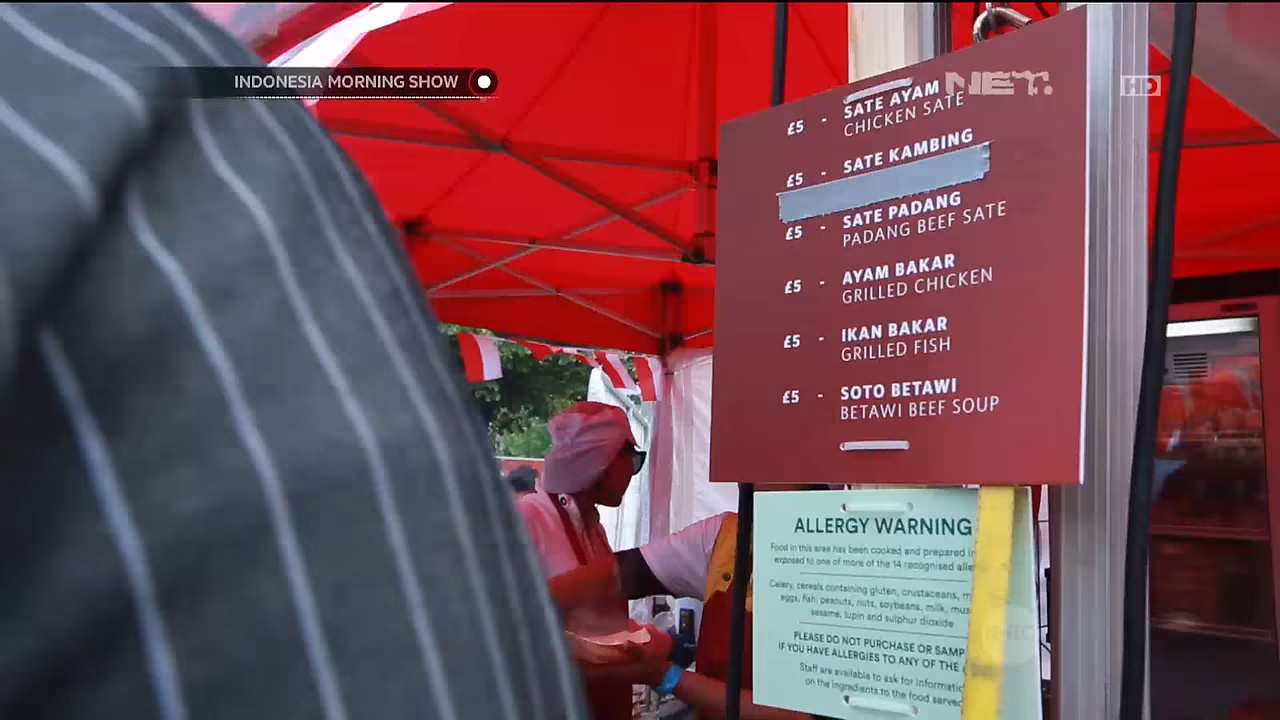 INDONESIA MORNING SHOW
NET.
HD
£5 - SATE AYAM
CHICKEN SATE
£5 - SATE KAMBING
£5 - SATE PADANG
PADANG BEEF SATE
£5 - AYAM BAKAR
GRILLED CHICKEN
£5 - IKAN BAKAR
GRILLED FISH
£5 - SOTO BETAWI
BETAWI BEEF SOUP
ALLERGY WARNING
Food in this area has been cooked and prepared in
exposed to one of more of the 14 recognised
Celery, cereals containing gluten, crustaceans,
eggs, fish, peanuts, nuts, soybeans, milk,
sesame, lupin and sulphur dioxide
PLEASE DO NOT PURCHASE OR
IF YOU HAVE ALLERGIES TO ANY OF THE
Staff are available to ask for
on the ingredients to the food